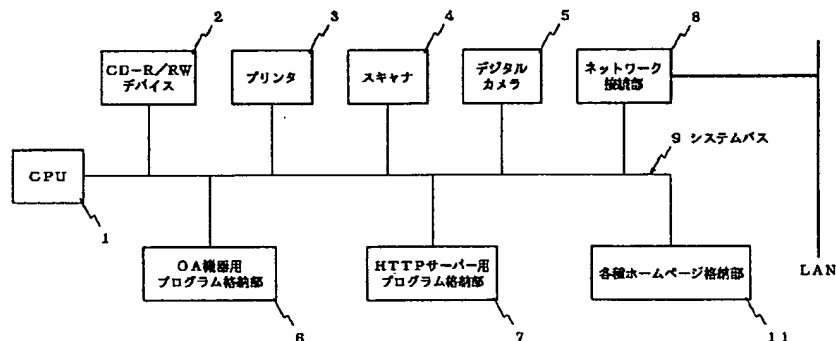 2
3
4
5
8
CD-R/RW
デバイス
プリンタ
スキャナ
デジタル
カメラ
ネットワーク
接続部
9 システムバス
CPU
1
OA機器用
プログラム格納部
HTTPサーバー用
プログラム格納部
各種ホームページ格納部
LAN
6
7
11